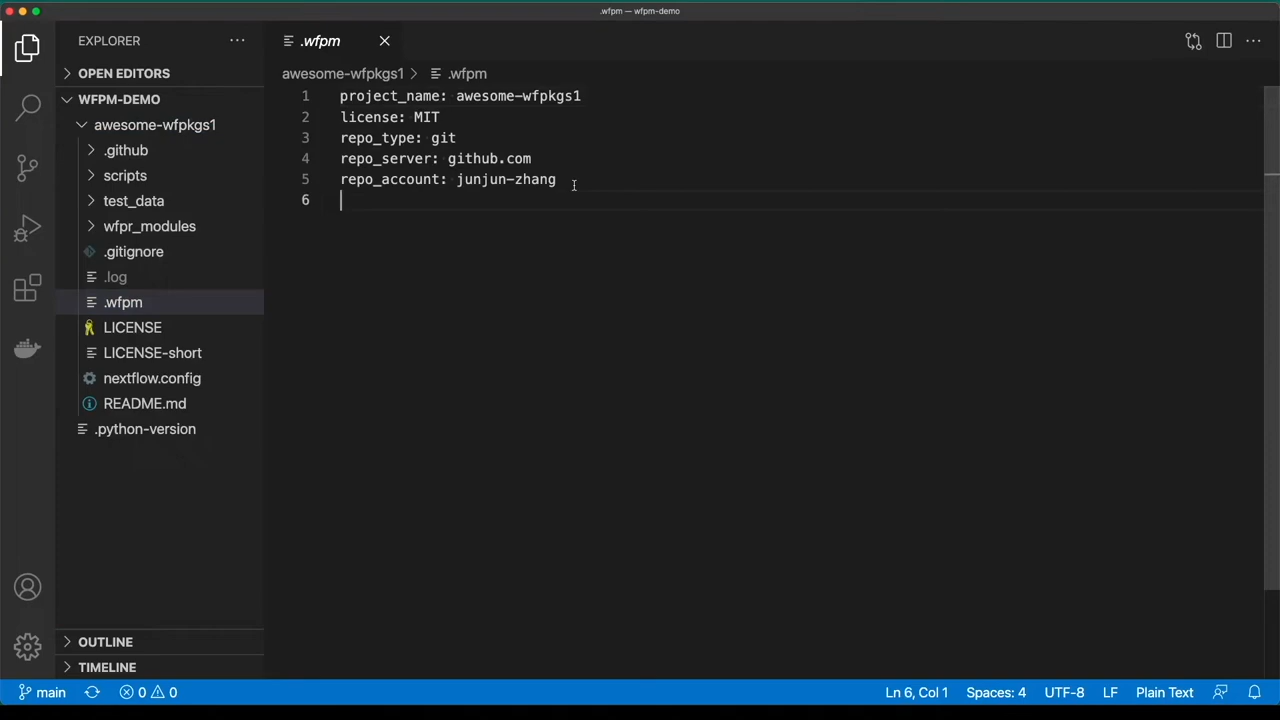 .wfpm — wfpm-demo
EXPLORER
OPEN EDITORS
WFPM-DEMO
awesome-wfpkgs1
.github
scripts
test_data
wfpr_modules
.gitignore
.log
.wfpm
LICENSE
LICENSE-short
nextflow.config
README.md
.python-version
OUTLINE
TIMELINE
.wfpm
awesome-wfpkgs1 > .wfpm
1 project_name: awesome-wfpkgs1
2 license: MIT
3 repo_type: git
4 repo_server: github.com
5 repo_account: junjun-zhang
6
main 0 0 Ln 6, Col 1 Spaces: 4 UTF-8 LF Plain Text